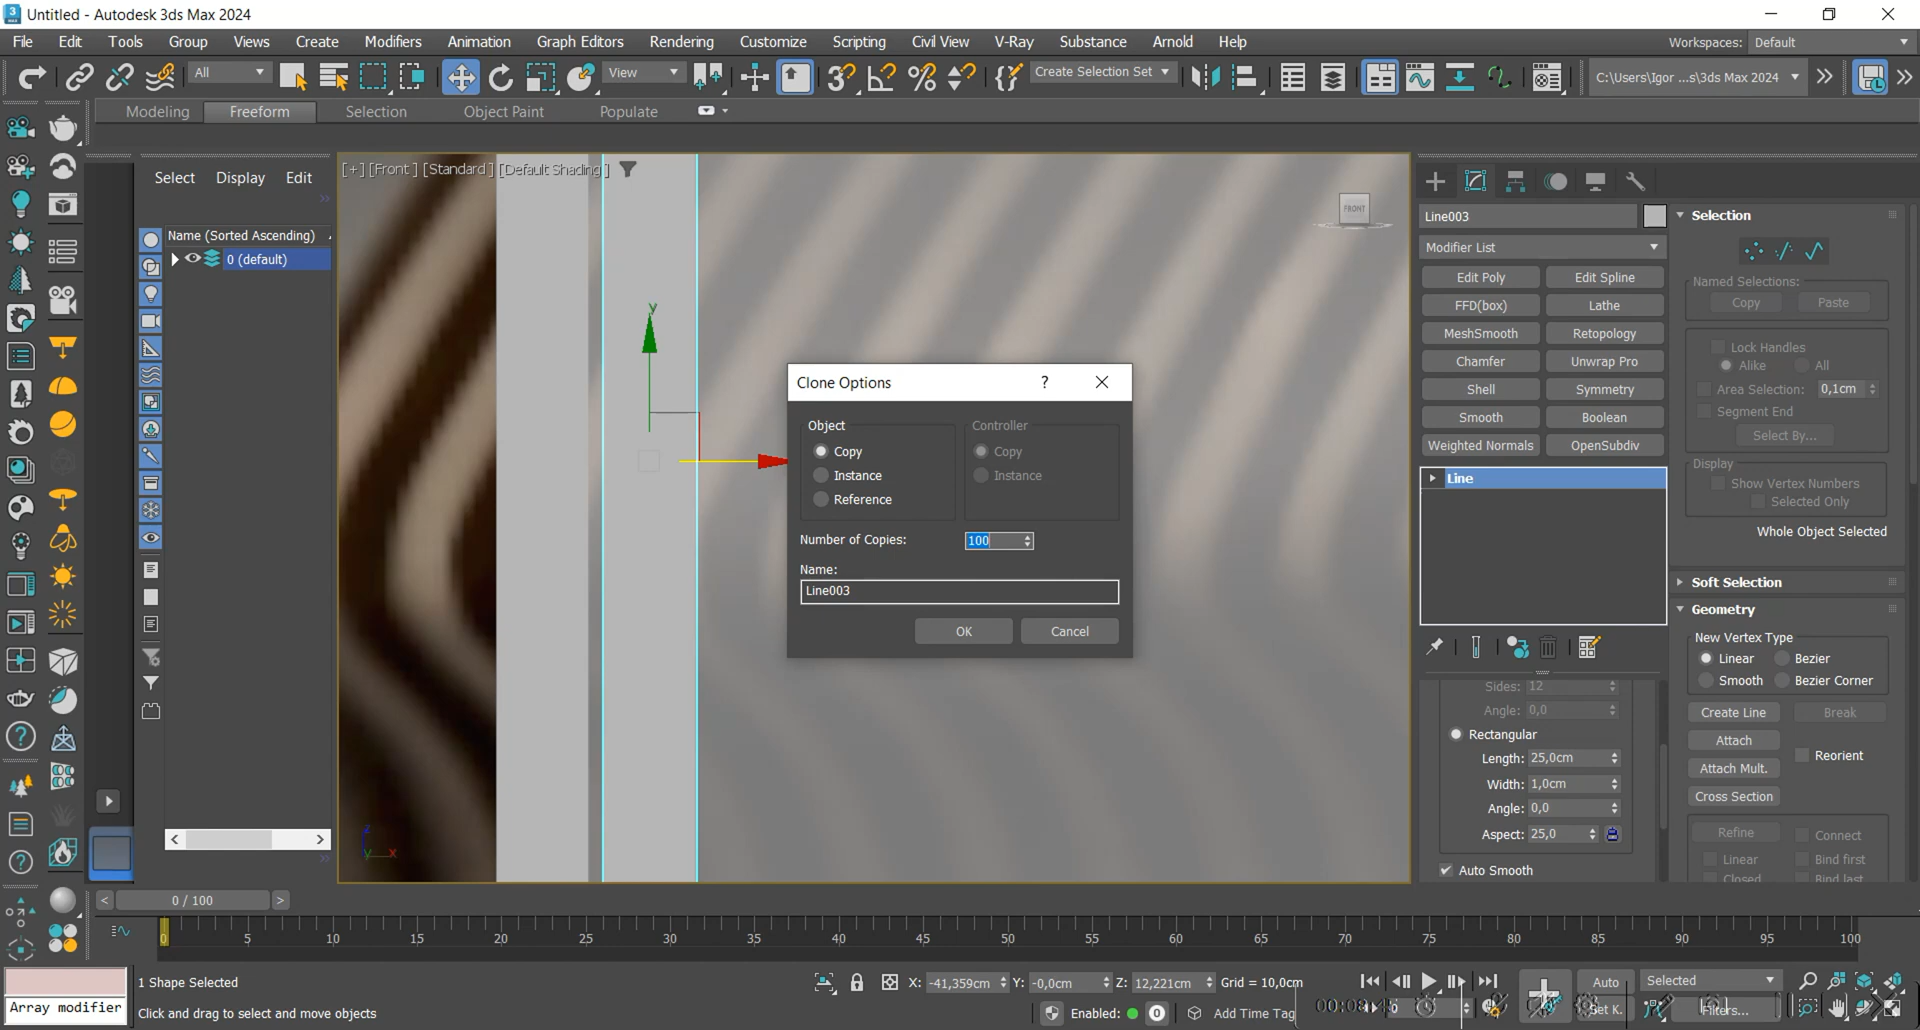 Untitled - Autodesk 3ds Max 2024
File Edit Tools Group Views Create Modifiers Animation Graph Editors Rendering Customize Scripting Civil View V-Ray Substance Arnold Help
Workspaces: Default
All
View
Create Selection Set
C:\Users\Igor ...s\3ds Max 2024
Modeling Freeform Selection Object Paint Populate
Select Display Edit
Name (Sorted Ascending)
0 (default)
[+] [Front ] [Standard ] [Default Shading ]
FRONT
y
z
y x
Clone Options ? ×
Object
Copy
Instance
Reference
Controller
Copy
Instance
Number of Copies: 100
Name:
Line003
OK Cancel
Line003
Modifier List
Edit Poly Edit Spline
FFD(box) Lathe
MeshSmooth Retopology
Chamfer Unwrap Pro
Shell Symmetry
Smooth Boolean
Weighted Normals OpenSubdiv
Line
Sides: 12
Angle: 0,0
Rectangular
Length: 25,0cm
Width: 1,0cm
Angle: 0,0
Aspect: 25,0
Auto Smooth
Selection
Named Selections:
Copy Paste
Lock Handles
Alike All
Area Selection: 0,1cm
Segment End
Select By...
Display
Show Vertex Numbers
Selected Only
Whole Object Selected
Soft Selection
Geometry
New Vertex Type
Linear Bezier
Smooth Bezier Corner
Create Line Break
Attach
Reorient
Attach Mult.
Cross Section
Refine Connect
Linear Bind first
Closed Bind last
< 0 / 100 >
0 5 10 15 20 25 30 35 40 45 50 55 60 65 70 75 80 85 90 95 100
Array modifier
1 Shape Selected
Click and drag to select and move objects
X: -41,359cm Y: -0,0cm Z: 12,221cm Grid = 10,0cm
Enabled: 0 Add Time Tag
0
Auto Selected
Set K. Filters...